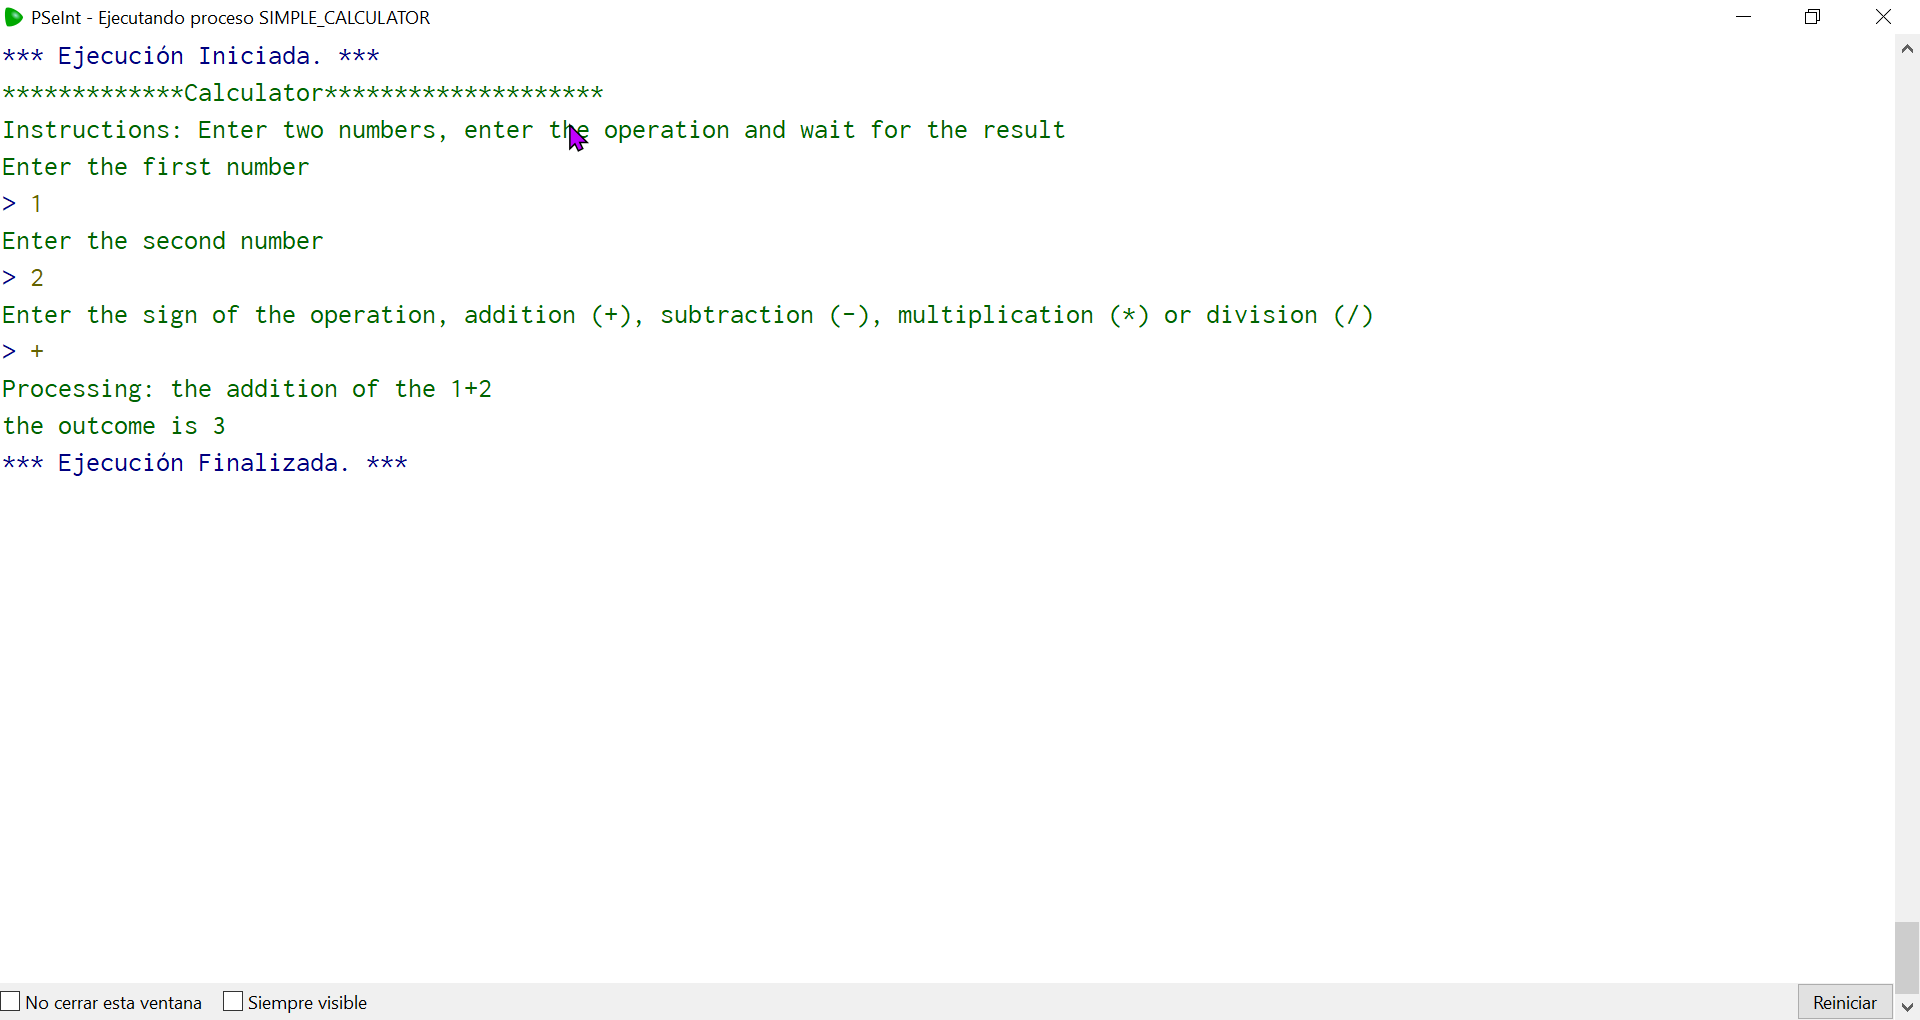 PSeInt - Ejecutando proceso SIMPLE_CALCULATOR
*** Ejecución Iniciada. ***
*************Calculator********************
Instructions: Enter two numbers, enter the operation and wait for the result
Enter the first number
> 1
Enter the second number
> 2
Enter the sign of the operation, addition (+), subtraction (-), multiplication (*) or division (/)
> +
Processing: the addition of the 1+2
the outcome is 3
*** Ejecución Finalizada. ***
No cerrar esta ventana Siempre visible Reiniciar